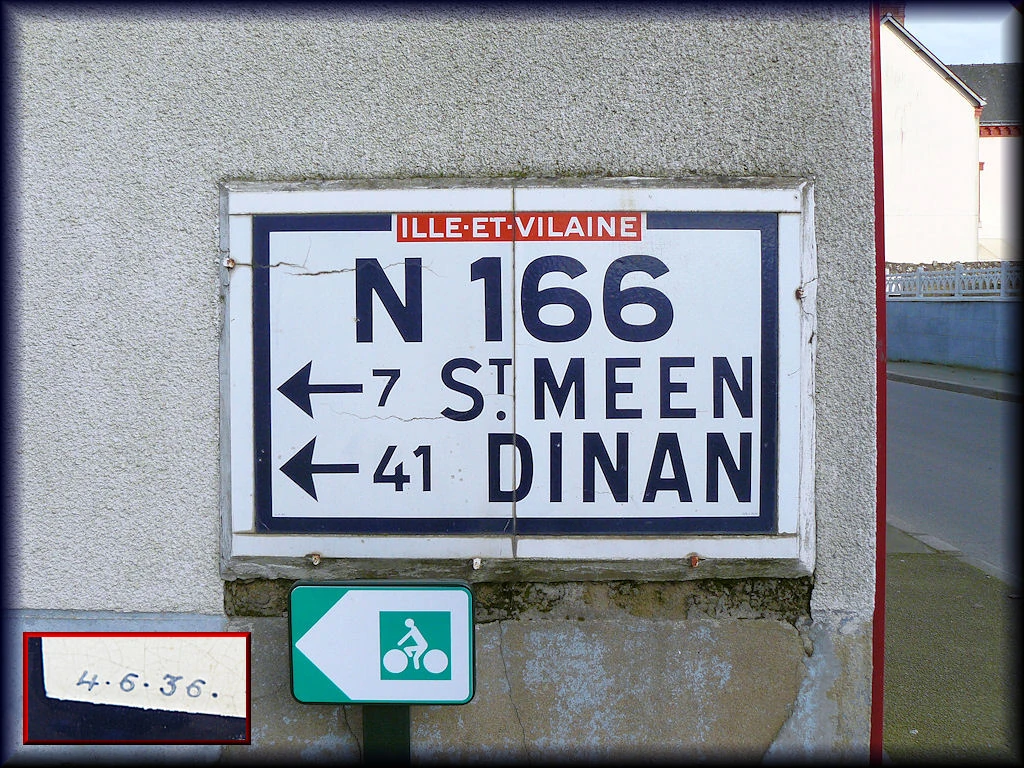 ILLE·ET·VILAINE
N 166
7 ST. MEEN
41 DINAN
4·6·36.